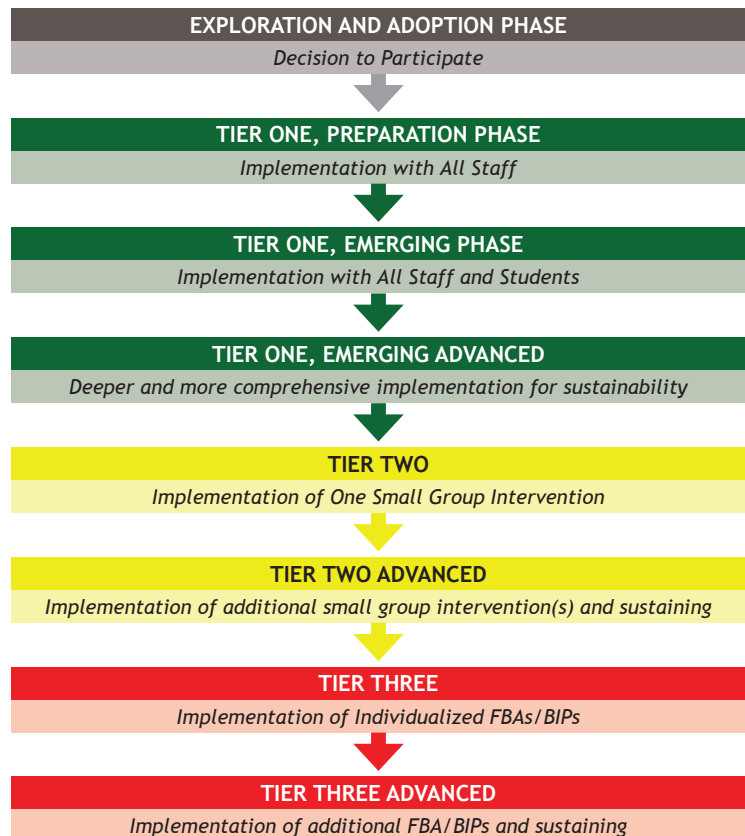 EXPLORATION AND ADOPTION PHASE
Decision to Participate
TIER ONE, PREPARATION PHASE
Implementation with All Staff
TIER ONE, EMERGING PHASE
Implementation with All Staff and Students
TIER ONE, EMERGING ADVANCED
Deeper and more comprehensive implementation for sustainability
TIER TWO
Implementation of One Small Group Intervention
TIER TWO ADVANCED
Implementation of additional small group intervention(s) and sustaining
TIER THREE
Implementation of Individualized FBAs/BIPs
TIER THREE ADVANCED
Implementation of additional FBA/BIPs and sustaining